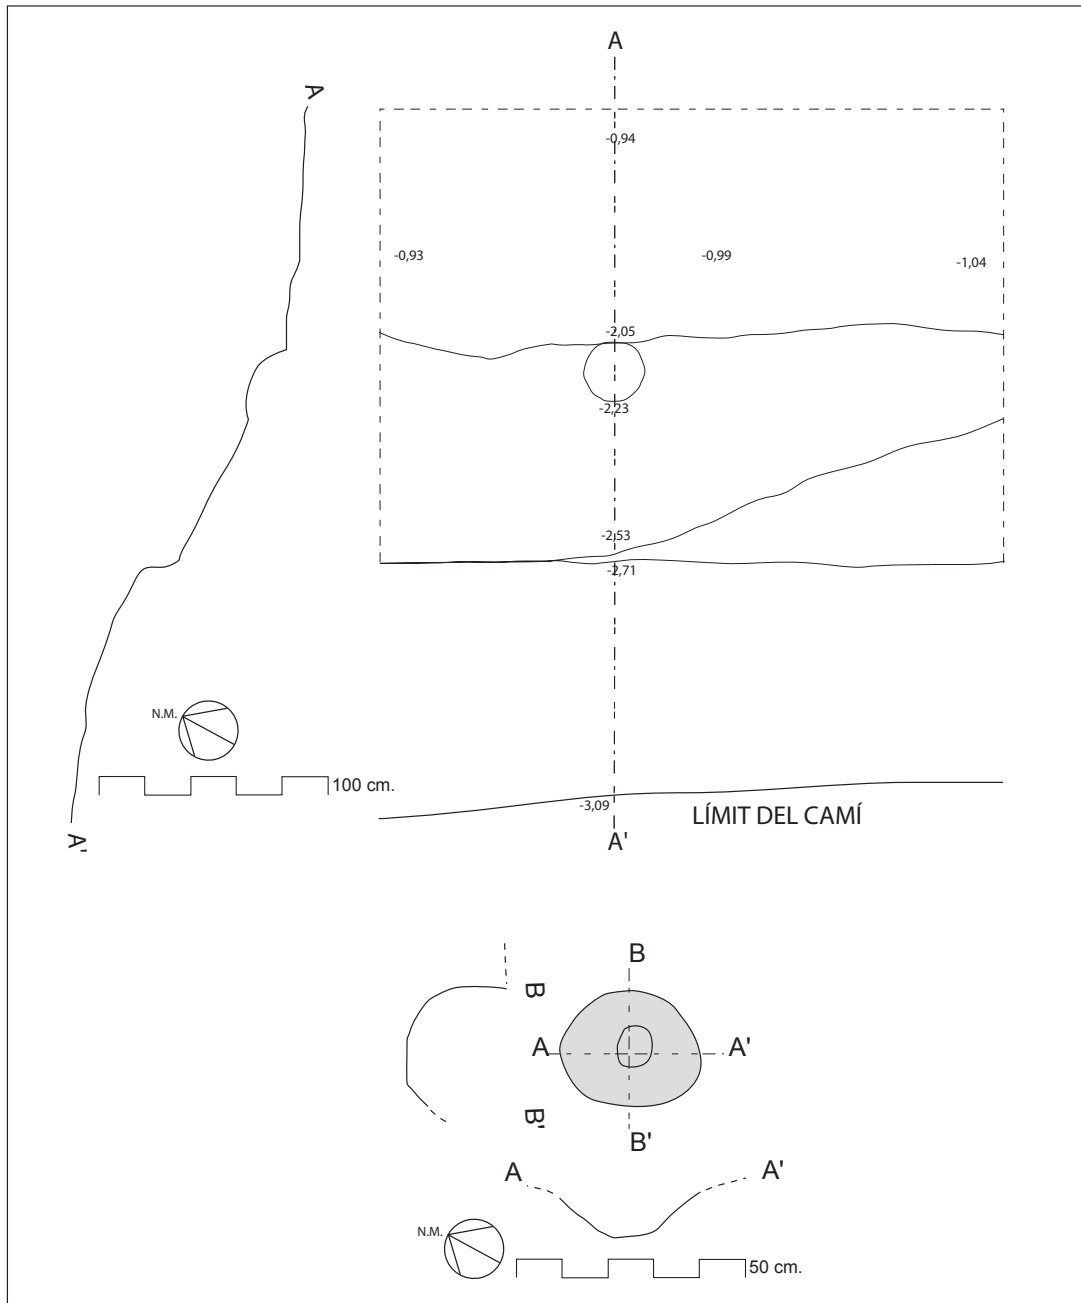 A
A
-0,94
-0,93
-0,99
-1,04
-2,05
-2,23
-2,53
-2,71
N.M.
100 cm.
-3,09
LÍMIT DEL CAMÍ
A'
A'
B
B
A
A'
B'
B'
A
A'
N.M.
50 cm.